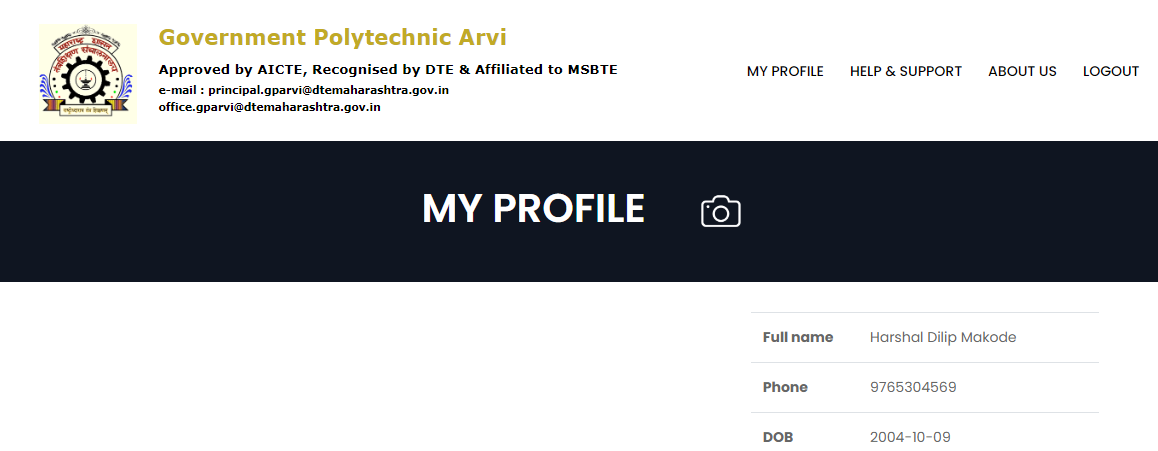 Government Polytechnic Arvi
Approved by AICTE, Recognised by DTE & Affiliated to MSBTE
e-mail : principal.gparvi@dtemaharashtra.gov.in
office.gparvi@dtemaharashtra.gov.in
MY PROFILE HELP & SUPPORT ABOUT US LOGOUT
MY PROFILE
Full name Harshal Dilip Makode
Phone 9765304569
DOB 2004-10-09